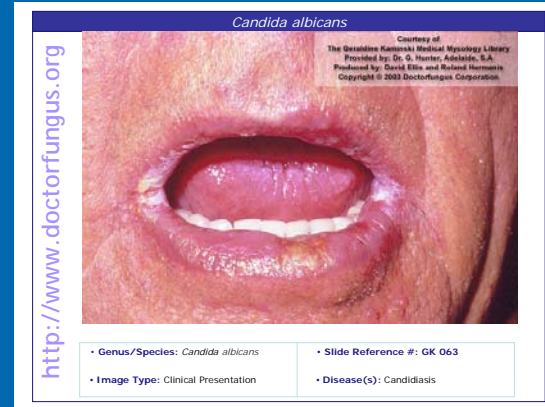 Candida albicans
http://www.doctorfungus.org
Courtesy of
The Geraldine Kaminski Medical Mycology Library
Provided by: Dr. G. Hunter, Adelaide, S.A.
Produced by: David Ellis and Roland Hermanis
Copyright © 2003 Doctorfungus Corporation
• Genus/Species: Candida albicans
• Slide Reference #: GK 063
• Image Type: Clinical Presentation
• Disease(s): Candidiasis